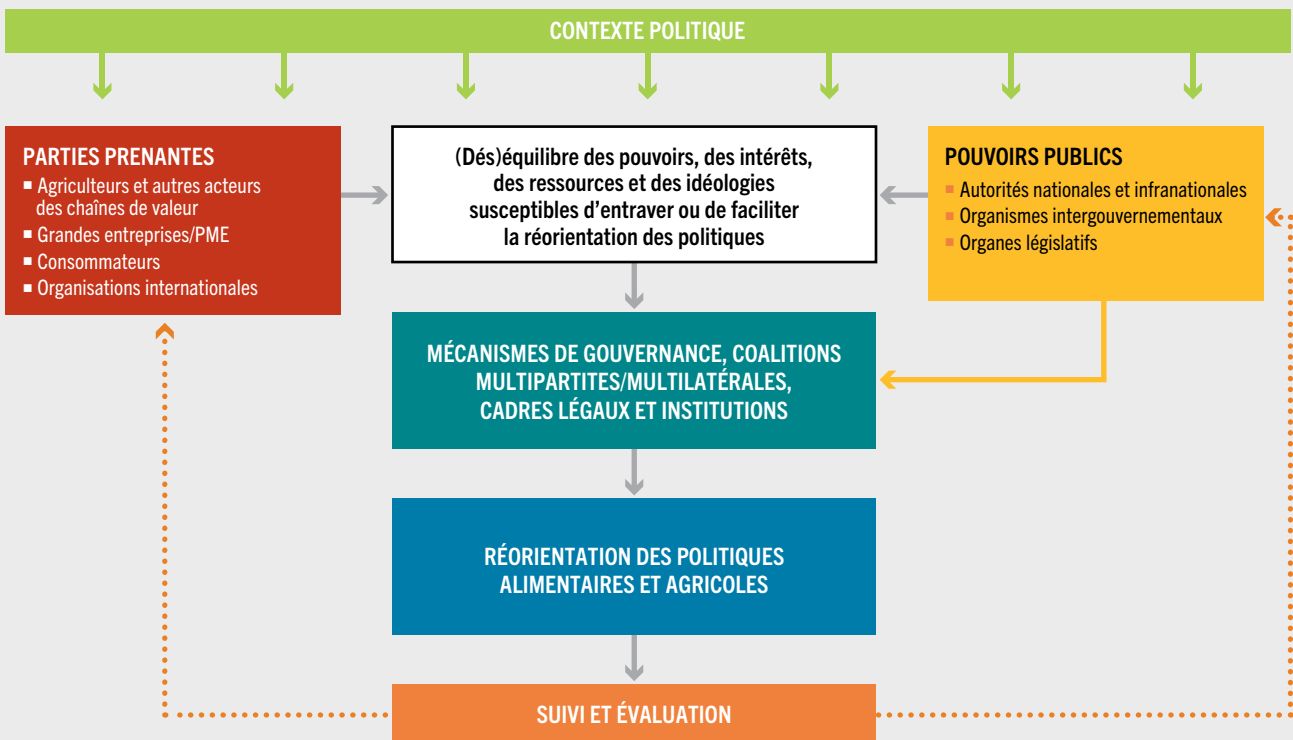 CONTEXTE POLITIQUE
PARTIES PRENANTES
▪ Agriculteurs et autres acteurs
des chaînes de valeur
▪ Grandes entreprises/PME
▪ Consommateurs
▪ Organisations internationales
(Dés)équilibre des pouvoirs, des intérêts,
des ressources et des idéologies
susceptibles d’entraver ou de faciliter
la réorientation des politiques
POUVOIRS PUBLICS
▪ Autorités nationales et infranationales
▪ Organismes intergouvernementaux
▪ Organes législatifs
MÉCANISMES DE GOUVERNANCE, COALITIONS
MULTIPARTITES/MULTILATÉRALES,
CADRES LÉGAUX ET INSTITUTIONS
RÉORIENTATION DES POLITIQUES
ALIMENTAIRES ET AGRICOLES
SUIVI ET ÉVALUATION